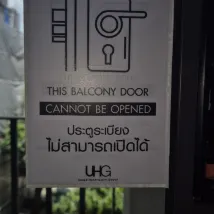 THIS BALCONY DOOR
CANNOT BE OPENED
ประตูระเบียง
ไม่สามารถเปิดได้
UHG